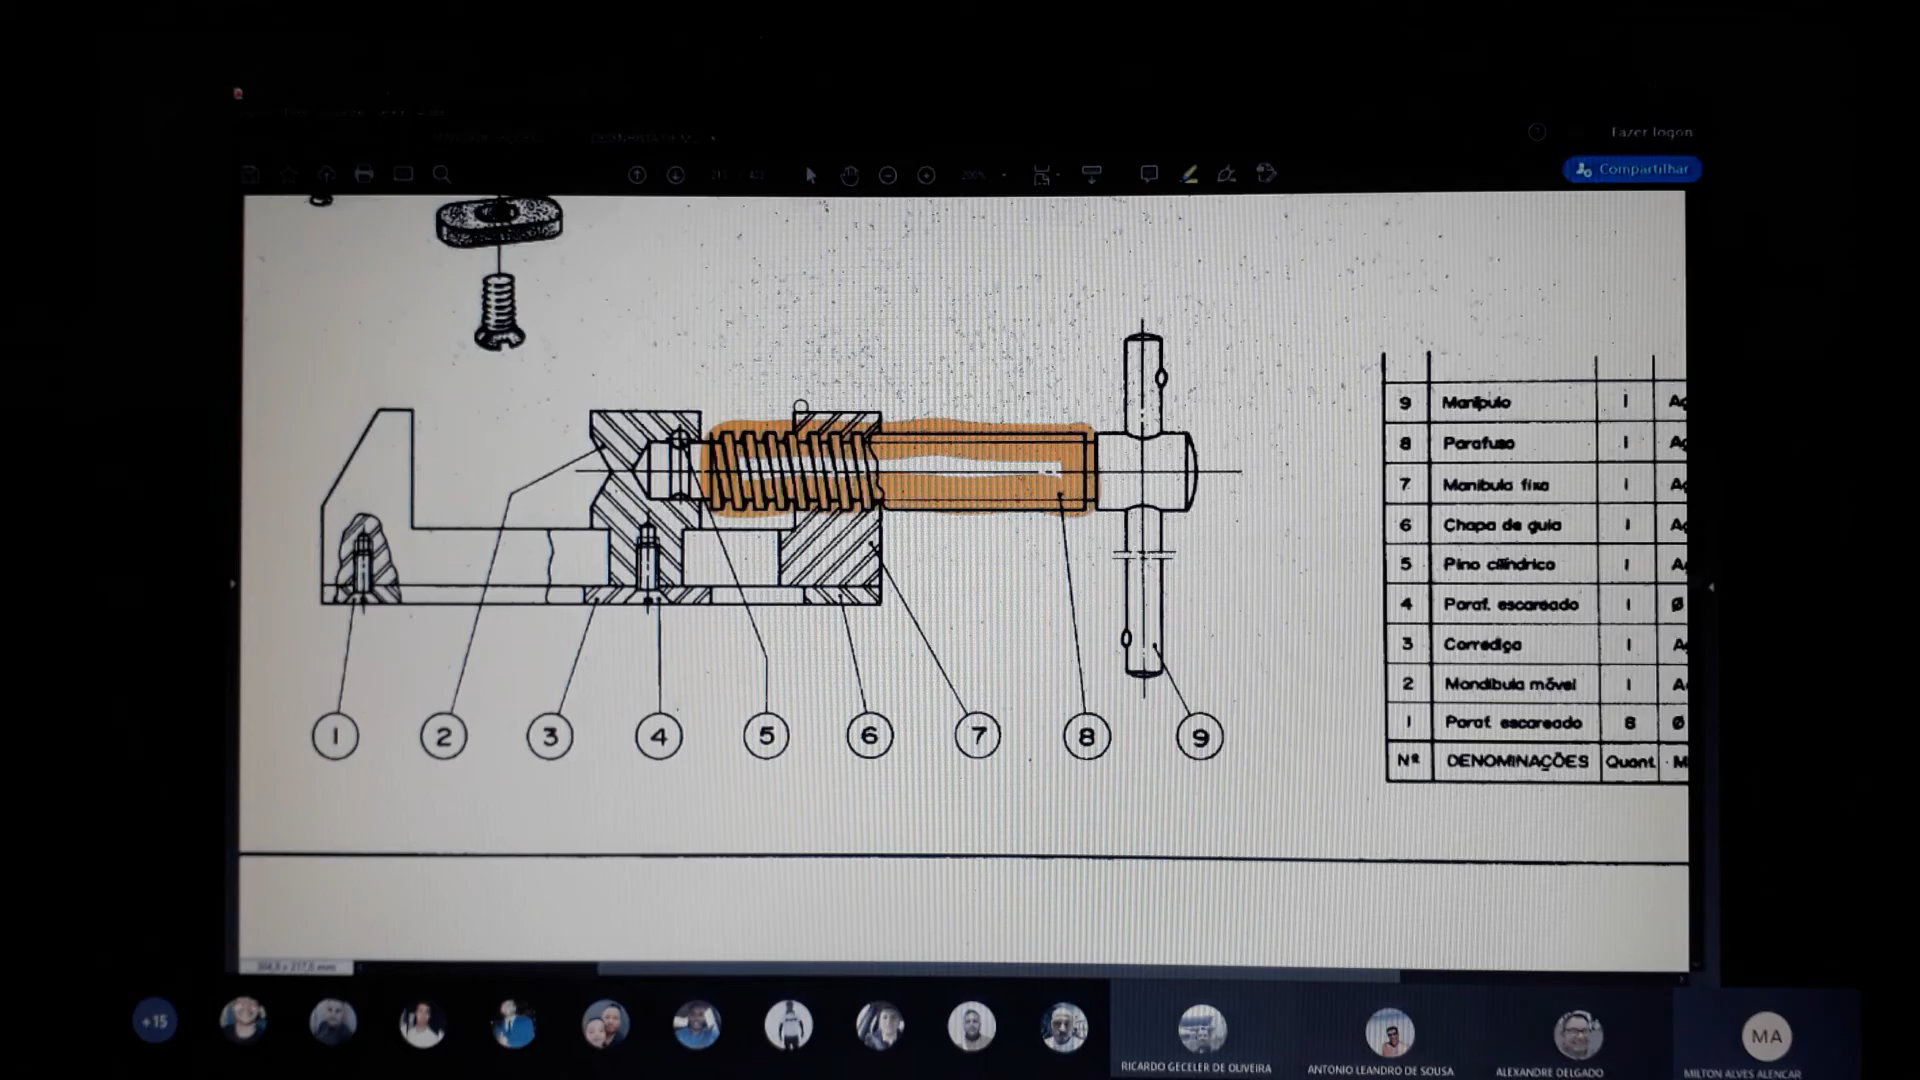 Fazer logon
Compartilhar
9 Manípulo 1
8 Parafuso 1
7 Manibula fixa 1
6 Chapa de guia 1
5 Pino cilíndrico 1
4 Paraf. escareado 1 Ø
3 Corrediça 1
2 Mandíbula móvel 1
1 Paraf. escareado 8 Ø
Nº DENOMINAÇÕES Quant. M
1 2 3 4 5 6 7 8 9
+15
MA
RICARDO GECELER DE OLIVEIRA
ANTONIO LEANDRO DE SOUSA
ALEXANDRE DELGADO
MILTON ALVES ALENCAR